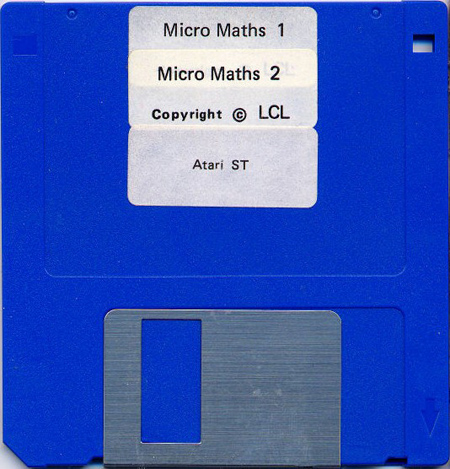 Micro Maths 1
Micro Maths 2
Copyright © LCL
Atari ST